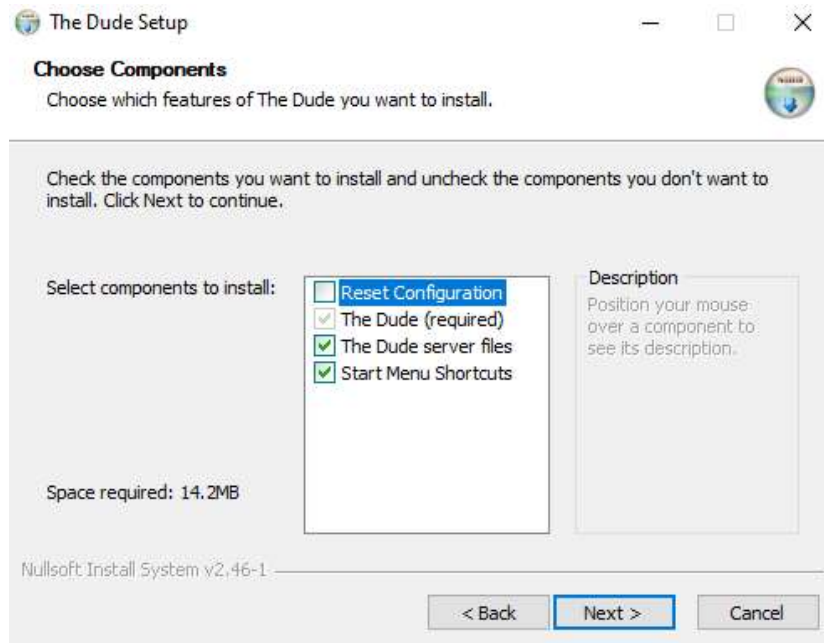 The Dude Setup
Choose Components
Choose which features of The Dude you want to install.
Check the components you want to install and uncheck the components you don't want to
install. Click Next to continue.
Select components to install:
Reset Configuration
The Dude (required)
The Dude server files
Start Menu Shortcuts
Description
Position your mouse
over a component to
see its description.
Space required: 14.2MB
Nullsoft Install System v2.46-1
< Back
Next >
Cancel